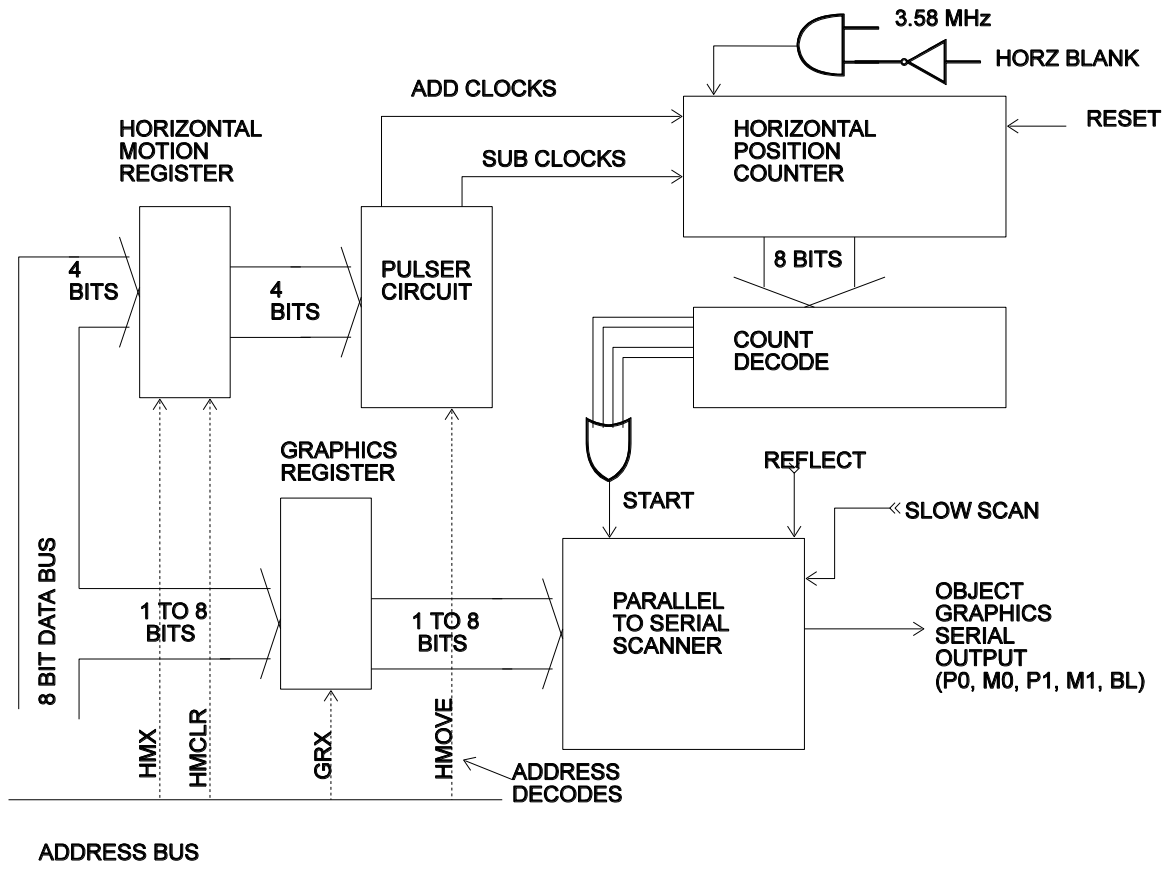 3.58 MHz
HORZ BLANK
ADD CLOCKS
RESET
HORIZONTAL
MOTION
REGISTER
HORIZONTAL
POSITION
COUNTER
SUB CLOCKS
4
BITS
4
BITS
PULSER
CIRCUIT
8 BITS
COUNT
DECODE
GRAPHICS
REGISTER
REFLECT
START
SLOW SCAN
8 BIT DATA BUS
1 TO 8
BITS
1 TO 8
BITS
PARALLEL
TO SERIAL
SCANNER
OBJECT
GRAPHICS
SERIAL
OUTPUT
(P0, M0, P1, M1, BL)
HMX
HMCLR
GRX
HMOVE
ADDRESS
DECODES
ADDRESS BUS